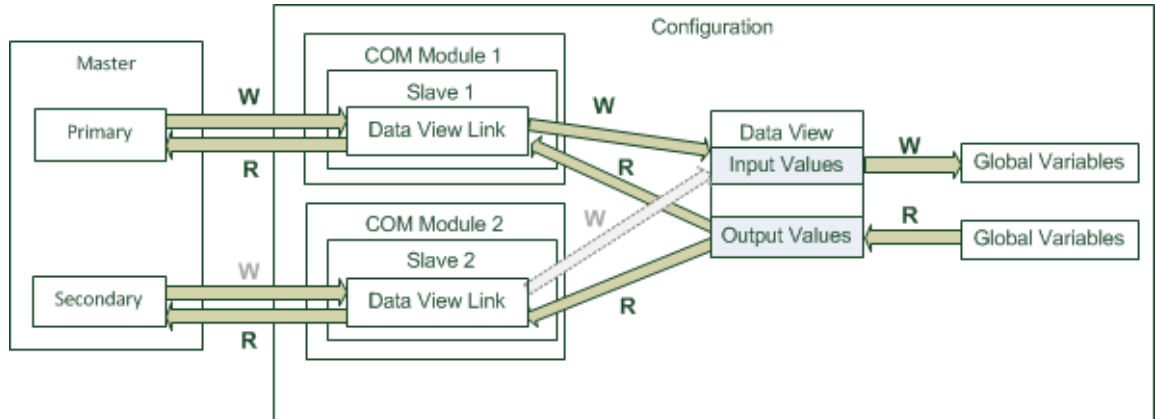 Configuration
Master
COM Module 1
Slave 1
W
W
Primary
Data View Link
Data View
W
R
R
Input Values
Global Variables
COM Module 2
W
R
Slave 2
Output Values
Global Variables
W
Secondary
Data View Link
R
R